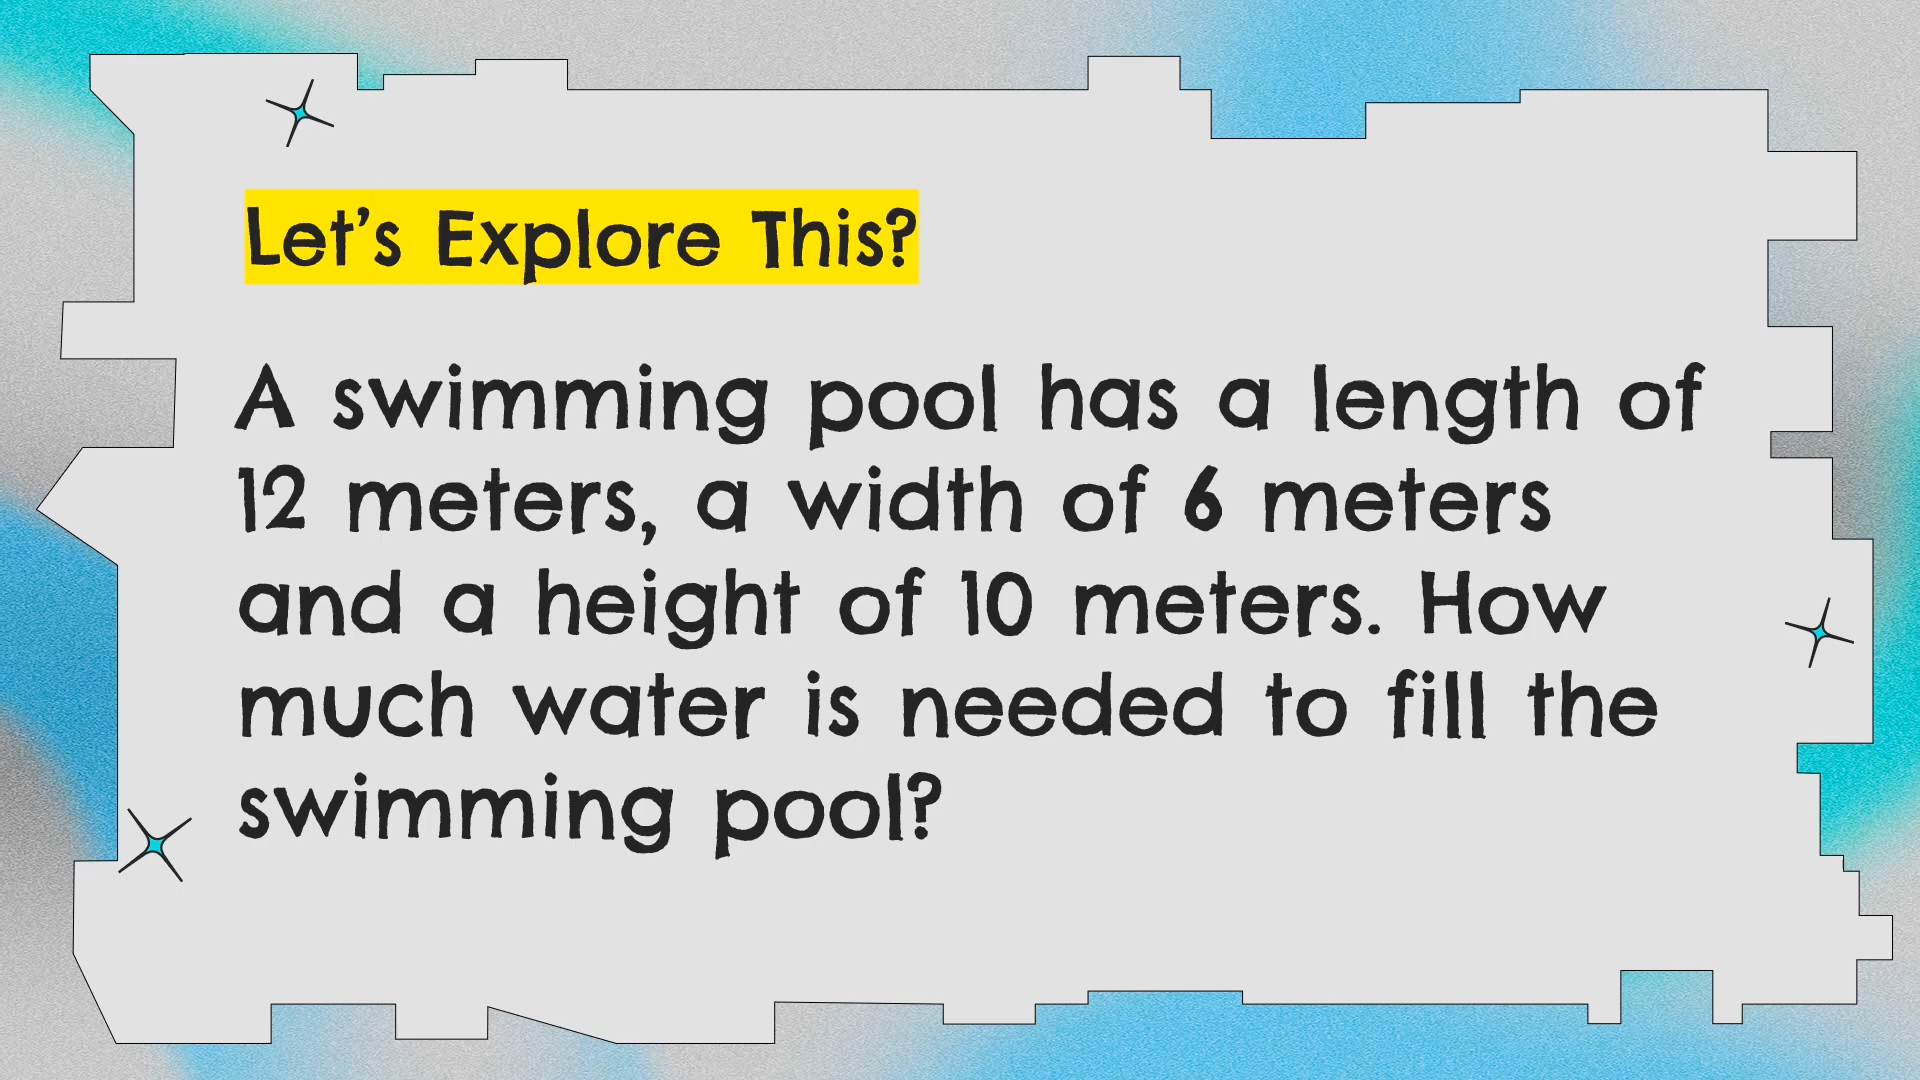 Let’s Explore This?
A swimming pool has a length of
12 meters, a width of 6 meters
and a height of 10 meters. How
much water is needed to fill the
swimming pool?